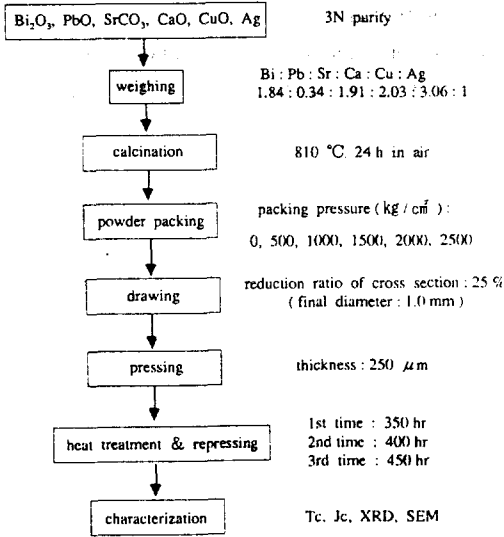 Bi₂O₃, PbO, SrCO₃, CaO, CuO, Ag
3N purity
weighing
Bi : Pb : Sr : Ca : Cu : Ag
1.84 : 0.34 : 1.91 : 2.03 : 3.06 : 1
calcination
810 °C, 24 h in air
powder packing
packing pressure ( kg / cm² ) :
0, 500, 1000, 1500, 2000, 2500
drawing
reduction ratio of cross section : 25 %
( final diameter : 1.0 mm )
pressing
thickness : 250 μm
heat treatment & repressing
1st time : 350 hr
2nd time : 400 hr
3rd time : 450 hr
characterization
Tc, Jc, XRD, SEM